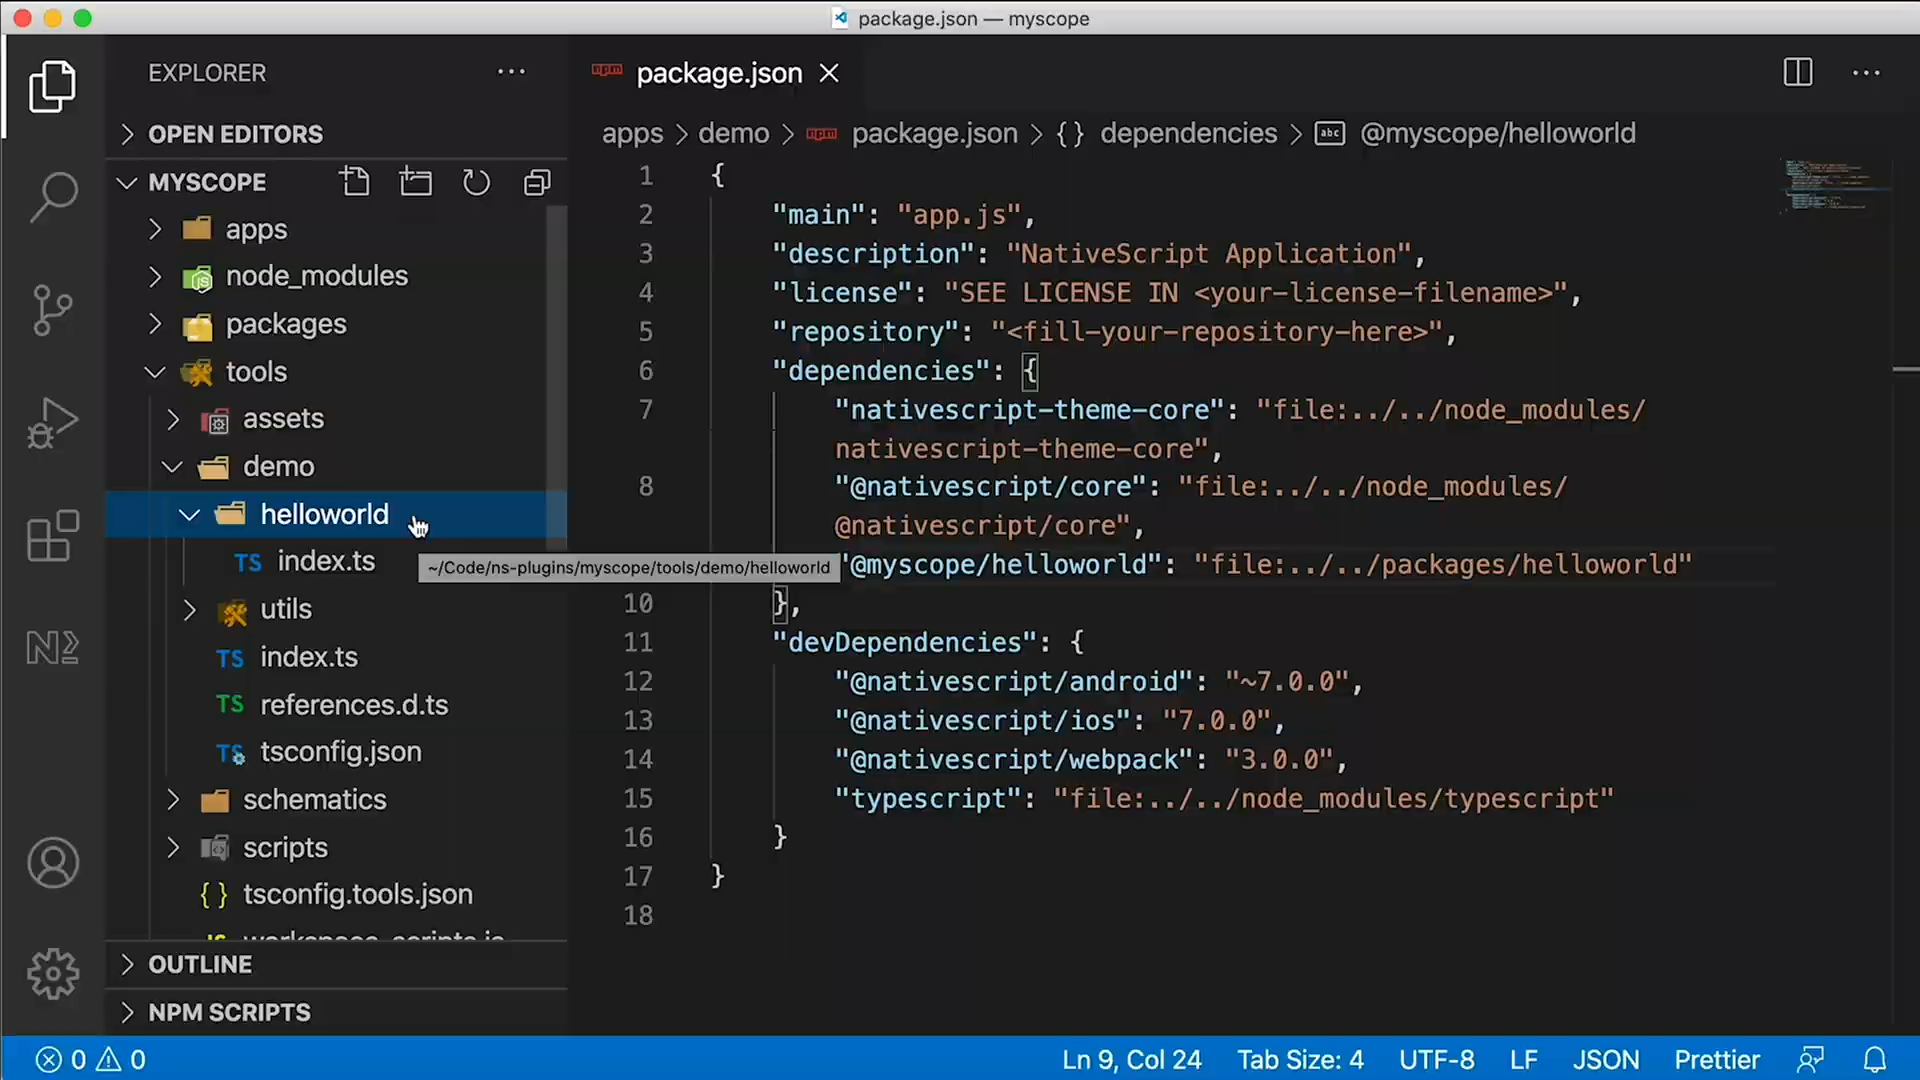 package.json — myscope
EXPLORER
OPEN EDITORS
MYSCOPE
apps
node_modules
packages
tools
assets
demo
helloworld
TS index.ts
~/Code/ns-plugins/myscope/tools/demo/helloworld
utils
TS index.ts
TS references.d.ts
TS tsconfig.json
schematics
scripts
{ } tsconfig.tools.json
OUTLINE
NPM SCRIPTS
npm package.json
apps > demo > npm package.json > { } dependencies > abc @myscope/helloworld
1 {
2 "main": "app.js",
3 "description": "NativeScript Application",
4 "license": "SEE LICENSE IN <your-license-filename>",
5 "repository": "<fill-your-repository-here>",
6 "dependencies": {
7 "nativescript-theme-core": "file:../../node_modules/
nativescript-theme-core",
8 "@nativescript/core": "file:../../node_modules/
@nativescript/core",
"@myscope/helloworld": "file:../../packages/helloworld"
10 },
11 "devDependencies": {
12 "@nativescript/android": "~7.0.0",
13 "@nativescript/ios": "7.0.0",
14 "@nativescript/webpack": "3.0.0",
15 "typescript": "file:../../node_modules/typescript"
16 }
17 }
18
0 0 Ln 9, Col 24 Tab Size: 4 UTF-8 LF JSON Prettier